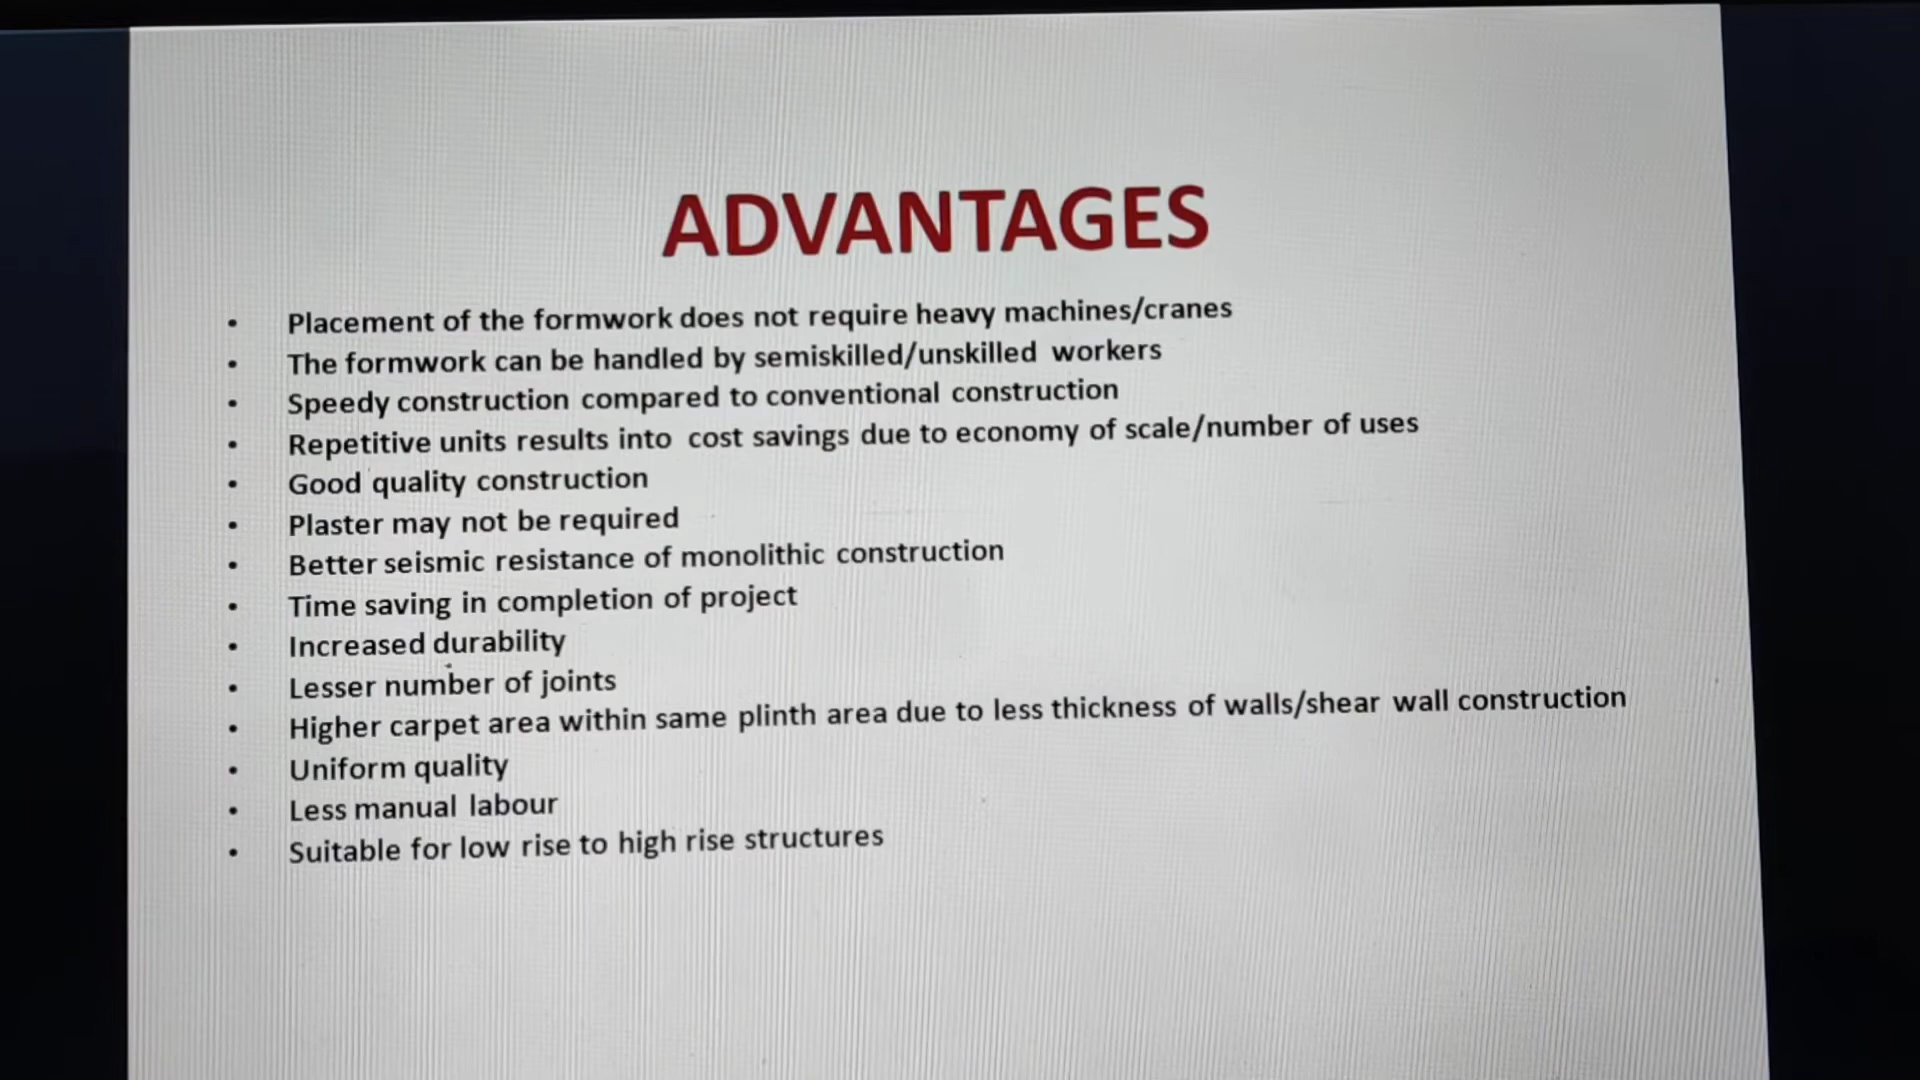 ADVANTAGES
• Placement of the formwork does not require heavy machines/cranes
• The formwork can be handled by semiskilled/unskilled workers
• Speedy construction compared to conventional construction
• Repetitive units results into cost savings due to economy of scale/number of uses
• Good quality construction
• Plaster may not be required
• Better seismic resistance of monolithic construction
• Time saving in completion of project
• Increased durability
• Lesser number of joints
• Higher carpet area within same plinth area due to less thickness of walls/shear wall construction
• Uniform quality
• Less manual labour
• Suitable for low rise to high rise structures